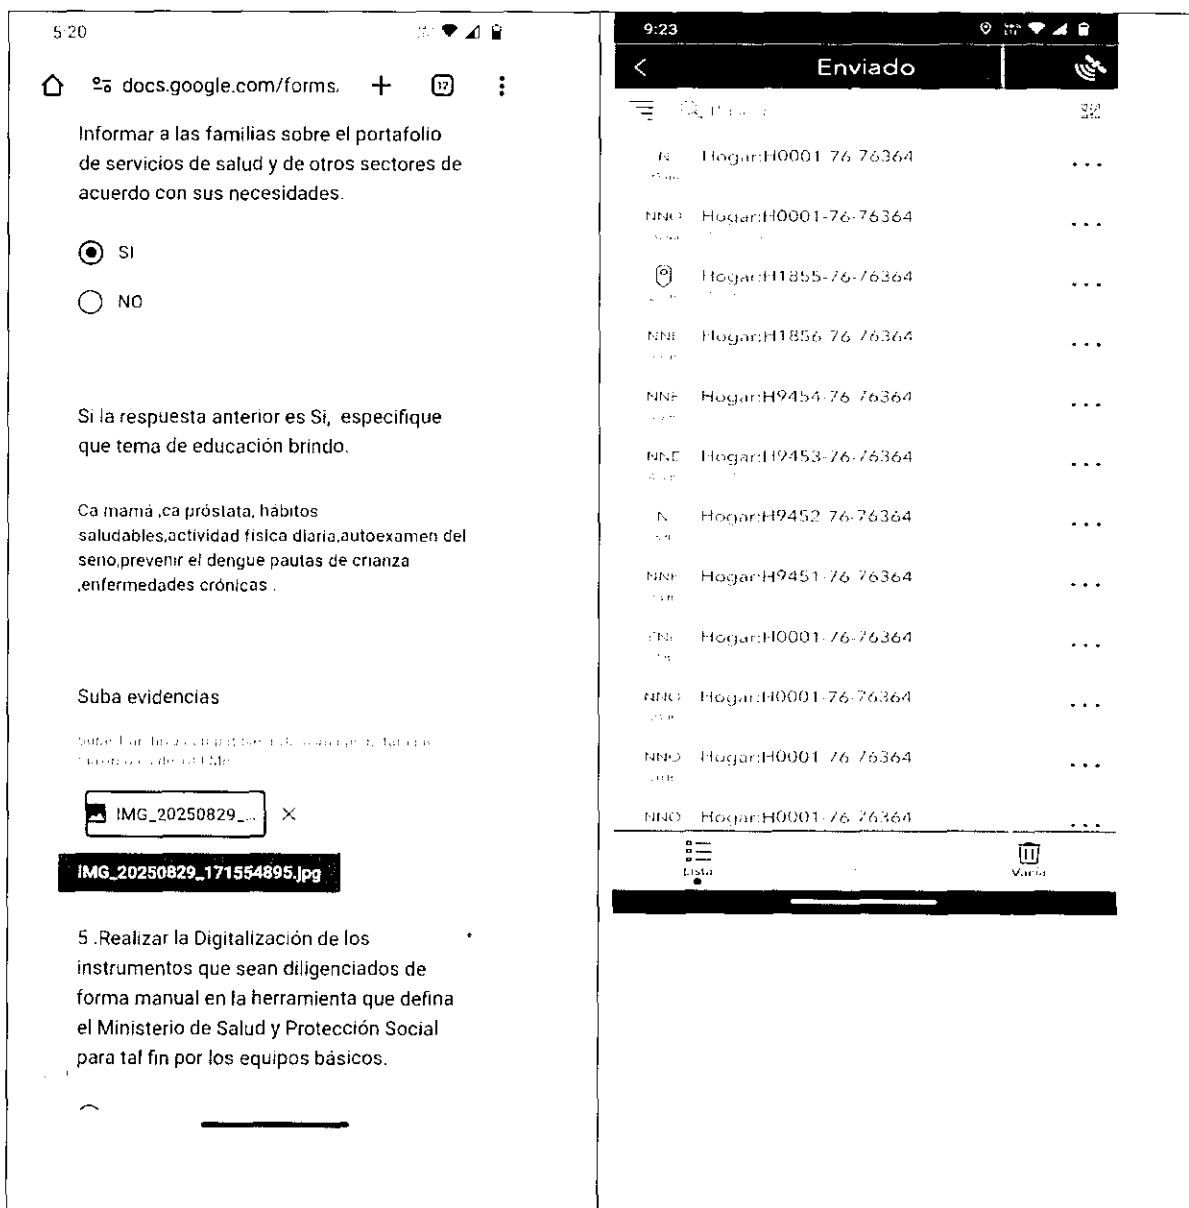 5:20
docs.google.com/forms
12
Informar a las familias sobre el portafolio
de servicios de salud y de otros sectores de
acuerdo con sus necesidades.
SI
NO
Si la respuesta anterior es Si, especifique
que tema de educación brindo.
Ca mamá ,ca próstata, hábitos
saludables,actividad física diaria,autoexamen del
seno,prevenir el dengue pautas de crianza
,enfermedades crónicas .
Suba evidencias
IMG_20250829_...
IMG_20250829_171554895.jpg
5 .Realizar la Digitalización de los
instrumentos que sean diligenciados de
forma manual en la herramienta que defina
el Ministerio de Salud y Protección Social
para tal fin por los equipos básicos.
9:23
Enviado
N Hogar:H0001-76-76364
NNO Hogar:H0001-76-76364
Hogar:H1855-76-76364
Hogar:H1856-76-76364
Hogar:H9454-76-76364
Hogar:H9453-76-76364
N Hogar:H9452-76-76364
Hogar:H9451-76-76364
Hogar:H0001-76-76364
NNO Hogar:H0001-76-76364
NNO Hogar:H0001-76-76364
NNO Hogar:H0001-76-76364
Lista
Varia